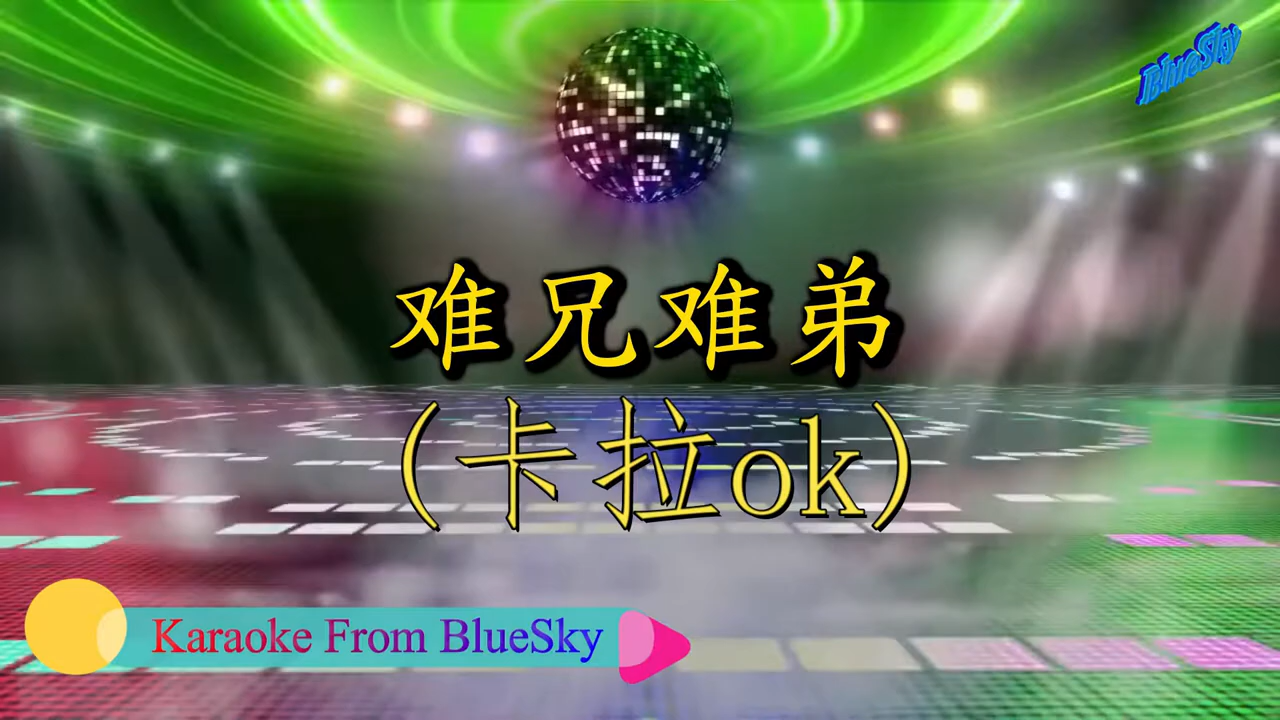 BlueSky
难兄难弟
(卡拉ok)
Karaoke From BlueSky